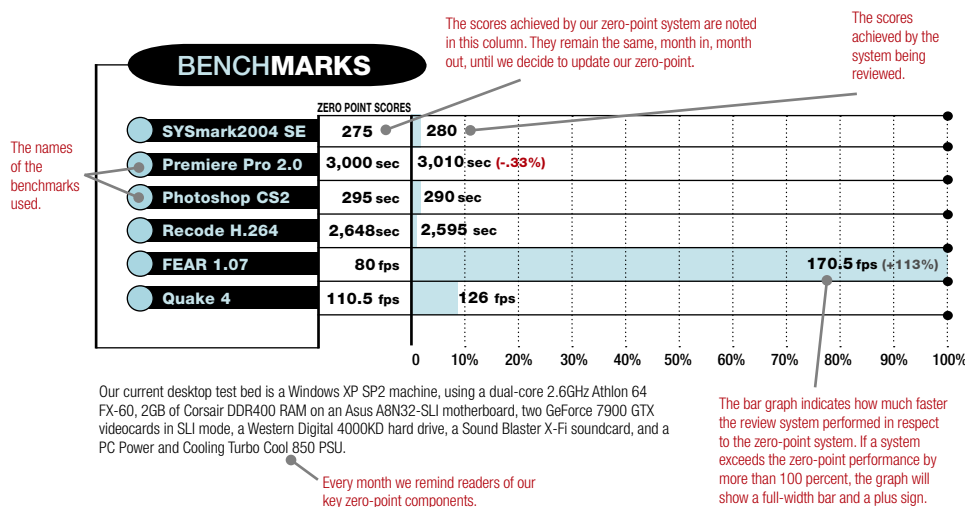 The scores achieved by our zero-point system are noted
in this column. They remain the same, month in, month
out, until we decide to update our zero-point.
The scores
achieved by the
system being
reviewed.
BENCHMARKS
ZERO POINT SCORES
The names
of the
benchmarks
used.
SYSmark2004 SE 275 280
Premiere Pro 2.0 3,000 sec 3,010 sec (-.33%)
Photoshop CS2 295 sec 290 sec
Recode H.264 2,648sec 2,595 sec
FEAR 1.07 80 fps 170.5 fps (+113%)
Quake 4 110.5 fps 126 fps
0 10% 20% 30% 40% 50% 60% 70% 80% 90% 100%
Our current desktop test bed is a Windows XP SP2 machine, using a dual-core 2.6GHz Athlon 64
FX-60, 2GB of Corsair DDR400 RAM on an Asus A8N32-SLI motherboard, two GeForce 7900 GTX
videocards in SLI mode, a Western Digital 4000KD hard drive, a Sound Blaster X-Fi soundcard, and a
PC Power and Cooling Turbo Cool 850 PSU.
Every month we remind readers of our
key zero-point components.
The bar graph indicates how much faster
the review system performed in respect
to the zero-point system. If a system
exceeds the zero-point performance by
more than 100 percent, the graph will
show a full-width bar and a plus sign.